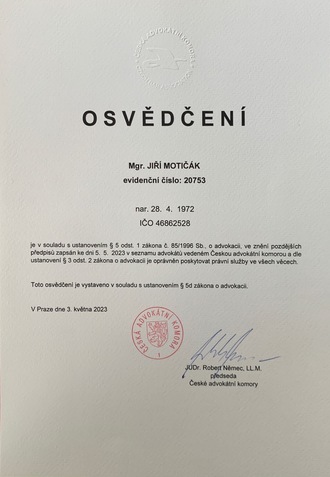 OSVĚDČENÍ
Mgr. JIŘÍ MOTIČÁK
evidenční číslo: 20753
nar. 28. 4. 1972
IČO 46862528
je v souladu s ustanovením § 5 odst. 1 zákona č. 85/1996 Sb., o advokacii, ve znění pozdějších
předpisů zapsán ke dni 5. 5. 2023 v seznamu advokátů vedeném Českou advokátní komorou a dle
ustanovení § 3 odst. 2 zákona o advokacii je oprávněn poskytovat právní služby ve všech věcech.
Toto osvědčení je vystaveno v souladu s ustanovením § 5d zákona o advokacii.
V Praze dne 3. května 2023
ČESKÁ ADVOKÁTNÍ KOMORA
1
JUDr. Robert Němec, LL.M.
předseda
České advokátní komory